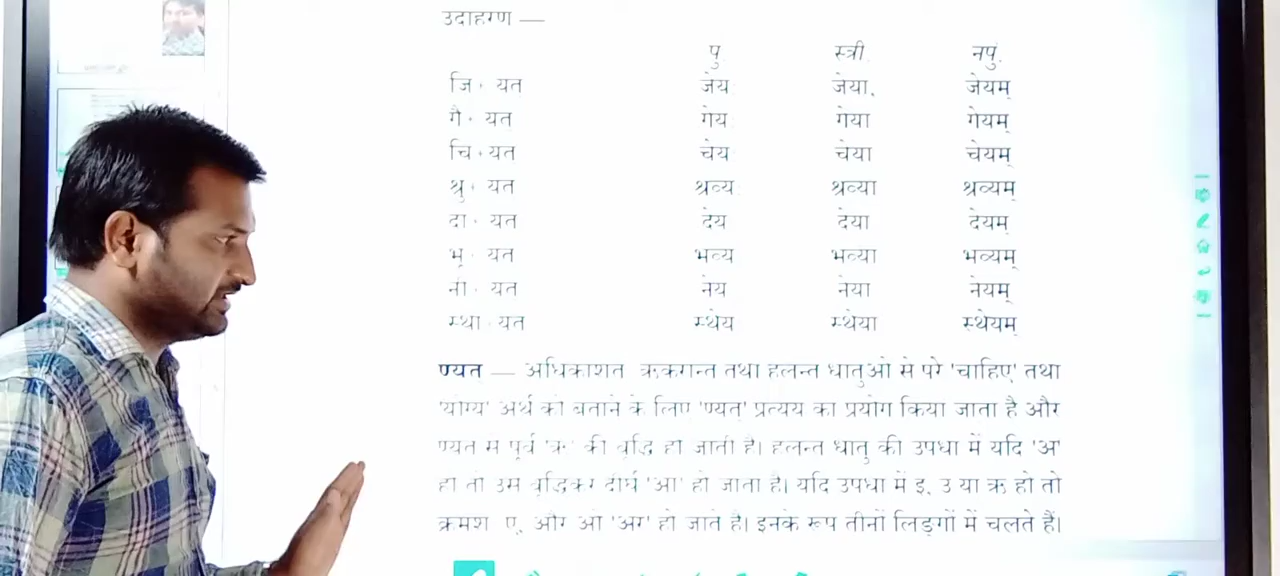 उदाहरण —
पु स्त्री. नपु.
जि + यत् जेय जेया. जेयम्
गै + यत् गेय गेया गेयम्
चि + यत चेय चेया चेयम्
श्रु + यत श्रव्य श्रव्या श्रव्यम्
दा + यत देय देया देयम्
भू + यत भव्य भव्या भव्यम्
नी + यत नेय नेया नेयम्
स्था + यत स्थेय स्थेया स्थेयम्
ण्यत — अधिकाशत ऋकारान्त तथा हलन्त धातुओ से परे 'चाहिए' तथा
'योग्य' अर्थ को बताने के लिए 'ण्यत्' प्रत्यय का प्रयोग किया जाता है और
ण्यत स पूर्व 'ऋ' की वृद्धि हो जाती है। हलन्त धातु की उपधा में यदि 'अ'
हो तो उस वृद्धिकर दीर्घ 'आ' हो जाता है। यदि उपधा में इ, उ या ऋ हो तो
क्रमश ए, और ओ 'अर' हो जाते है। इनके रूप तीनों लिङ्गों में चलते हैं।